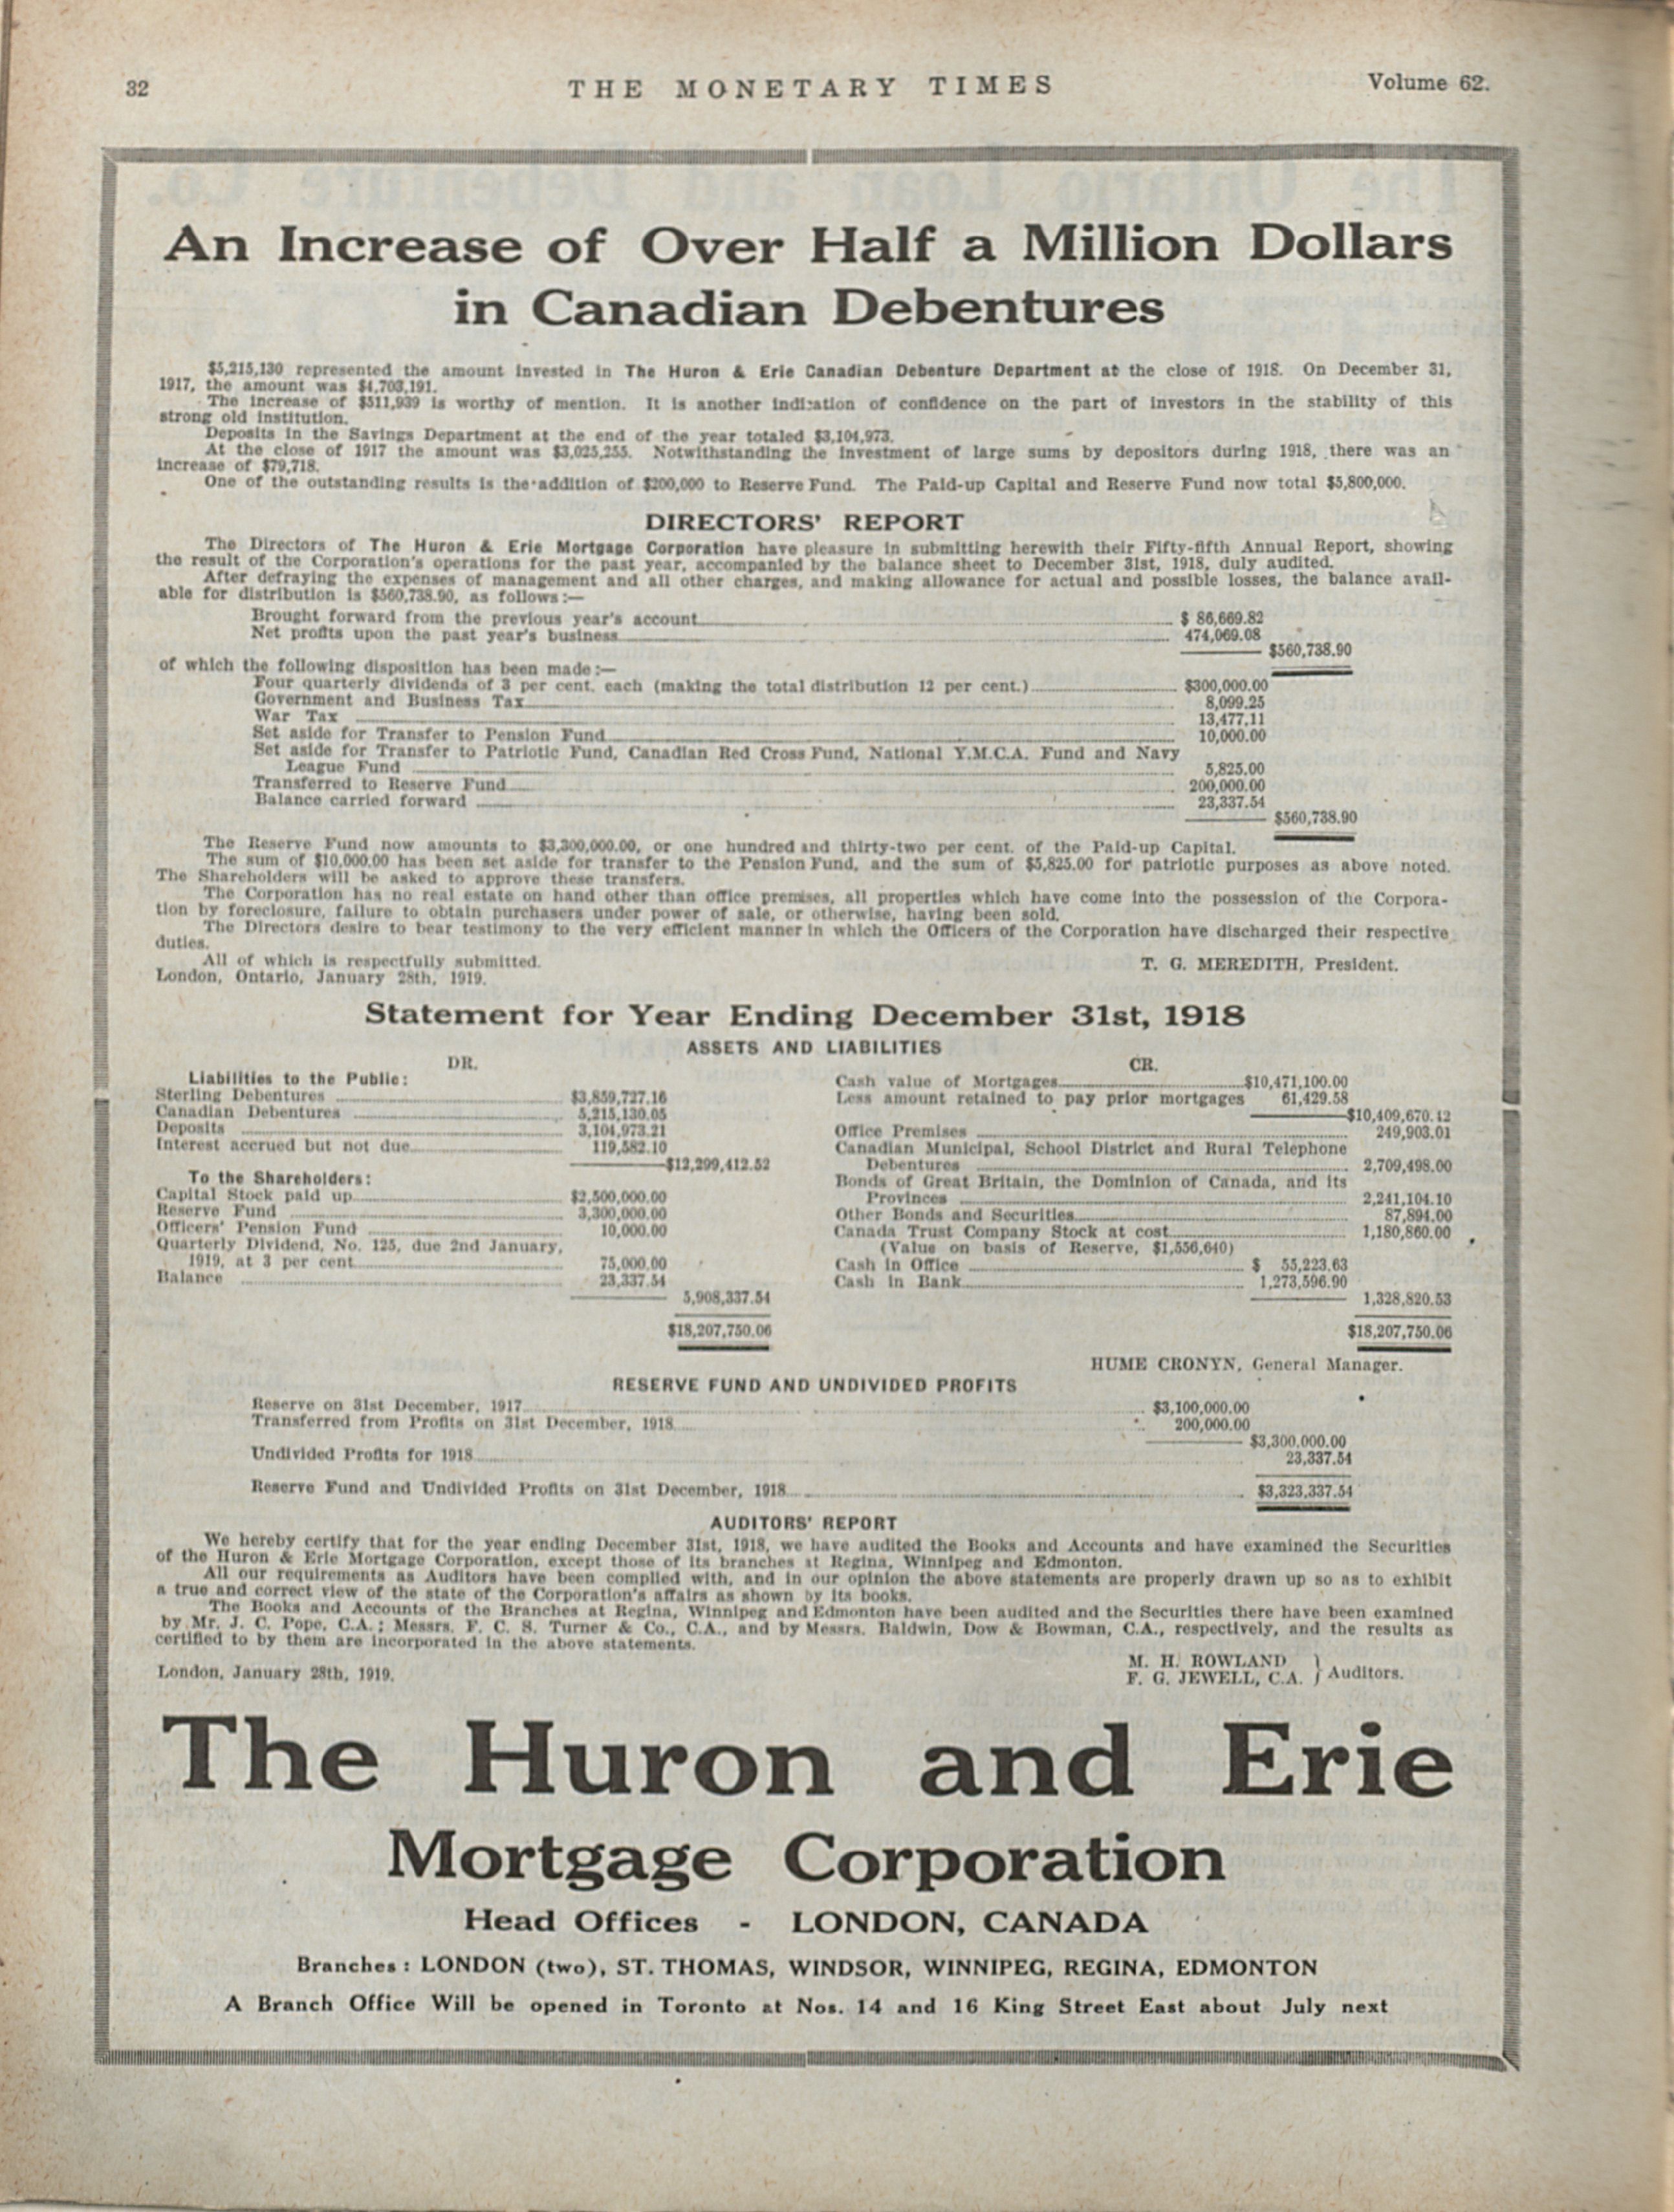 32
THE MONETARY TIMES
Volume 62.
An Increase of Over Half a Million Dollars
in Canadian Debentures
$5,215,130 represented the amount invested in The Huron & Erie Canadian Debenture Department at the close of 1918. On December 31,
1917, the amount was $4,703,191.
The increase of $511,939 is worthy of mention. It is another indication of confidence on the part of investors in the stability of this
strong old institution.
Deposits in the Savings Department at the end of the year totaled $3,104,973.
At the close of 1917 the amount was $3,025,255. Notwithstanding the investment of large sums by depositors during 1918, there was an
increase of $79,718.
One of the outstanding results is the addition of $200,000 to Reserve Fund. The Paid-up Capital and Reserve Fund now total $5,800,000.
DIRECTORS' REPORT
The Directors of The Huron & Erie Mortgage Corporation have pleasure in submitting herewith their Fifty-fifth Annual Report, showing
the result of the Corporation's operations for the past year, accompanied by the balance sheet to December 31st, 1918, duly audited.
After defraying the expenses of management and all other charges, and making allowance for actual and possible losses, the balance avail-
able for distribution is $560,738.90, as follows:—
Brought forward from the previous year's account $ 86,669.82
Net profits upon the past year's business 474,069.08
$560,738.90
of which the following disposition has been made:—
Four quarterly dividends of 3 per cent. each (making the total distribution 12 per cent.) $300,000.00
Government and Business Tax 8,099.25
War Tax 13,477.11
Set aside for Transfer to Pension Fund 10,000.00
Set aside for Transfer to Patriotic Fund, Canadian Red Cross Fund, National Y.M.C.A. Fund and Navy
League Fund 5,825.00
Transferred to Reserve Fund 200,000.00
Balance carried forward 23,337.54
$560,738.90
The Reserve Fund now amounts to $3,300,000.00, or one hundred and thirty-two per cent. of the Paid-up Capital.
The sum of $10,000.00 has been set aside for transfer to the Pension Fund, and the sum of $5,825.00 for patriotic purposes as above noted.
The Shareholders will be asked to approve these transfers.
The Corporation has no real estate on hand other than office premises, all properties which have come into the possession of the Corpora-
tion by foreclosure, failure to obtain purchasers under power of sale, or otherwise, having been sold.
The Directors desire to bear testimony to the very efficient manner in which the Officers of the Corporation have discharged their respective
duties.
All of which is respectfully submitted.
T. G. MEREDITH, President.
London, Ontario, January 28th, 1919.
Statement for Year Ending December 31st, 1918
ASSETS AND LIABILITIES
DR.
Liabilities to the Public:
Sterling Debentures $3,859,727.16
Canadian Debentures 5,215,130.05
Deposits 3,104,973.21
Interest accrued but not due 119,582.10
$12,299,412.52
To the Shareholders:
Capital Stock paid up $2,500,000.00
Reserve Fund 3,300,000.00
Officers' Pension Fund 10,000.00
Quarterly Dividend, No. 125, due 2nd January,
1919, at 3 per cent 75,000.00
Balance 23,337.54
5,908,337.54
$18,207,750.06
CR.
Cash value of Mortgages $10,471,100.00
Less amount retained to pay prior mortgages 61,429.58
$10,409,670.42
Office Premises 249,903.01
Canadian Municipal, School District and Rural Telephone
Debentures 2,709,498.00
Bonds of Great Britain, the Dominion of Canada, and its
Provinces 2,241,104.10
Other Bonds and Securities 87,894.00
Canada Trust Company Stock at cost 1,180,860.00
(Value on basis of Reserve, $1,556,640)
Cash in Office $ 55,223.63
Cash in Bank 1,273,596.90
1,328,820.53
$18,207,750.06
HUME CRONYN, General Manager.
RESERVE FUND AND UNDIVIDED PROFITS
Reserve on 31st December, 1917 $3,100,000.00
Transferred from Profits on 31st December, 1918 200,000.00
$3,300,000.00
Undivided Profits for 1918 23,337.54
Reserve Fund and Undivided Profits on 31st December, 1918 $3,323,337.54
AUDITORS' REPORT
We hereby certify that for the year ending December 31st, 1918, we have audited the Books and Accounts and have examined the Securities
of the Huron & Erie Mortgage Corporation, except those of its branches at Regina, Winnipeg and Edmonton.
All our requirements as Auditors have been complied with, and in our opinion the above statements are properly drawn up so as to exhibit
a true and correct view of the state of the Corporation's affairs as shown by its books.
The Books and Accounts of the Branches at Regina, Winnipeg and Edmonton have been audited and the Securities there have been examined
by Mr. J. C. Pope, C.A.; Messrs. F. C. S. Turner & Co., C.A., and by Messrs. Baldwin, Dow & Bowman, C.A., respectively, and the results as
certified to by them are incorporated in the above statements.
London, January 28th, 1919.
M. H. ROWLAND
F. G. JEWELL, C.A. } Auditors.
The Huron and Erie
Mortgage Corporation
Head Offices - LONDON, CANADA
Branches: LONDON (two), ST. THOMAS, WINDSOR, WINNIPEG, REGINA, EDMONTON
A Branch Office Will be opened in Toronto at Nos. 14 and 16 King Street East about July next